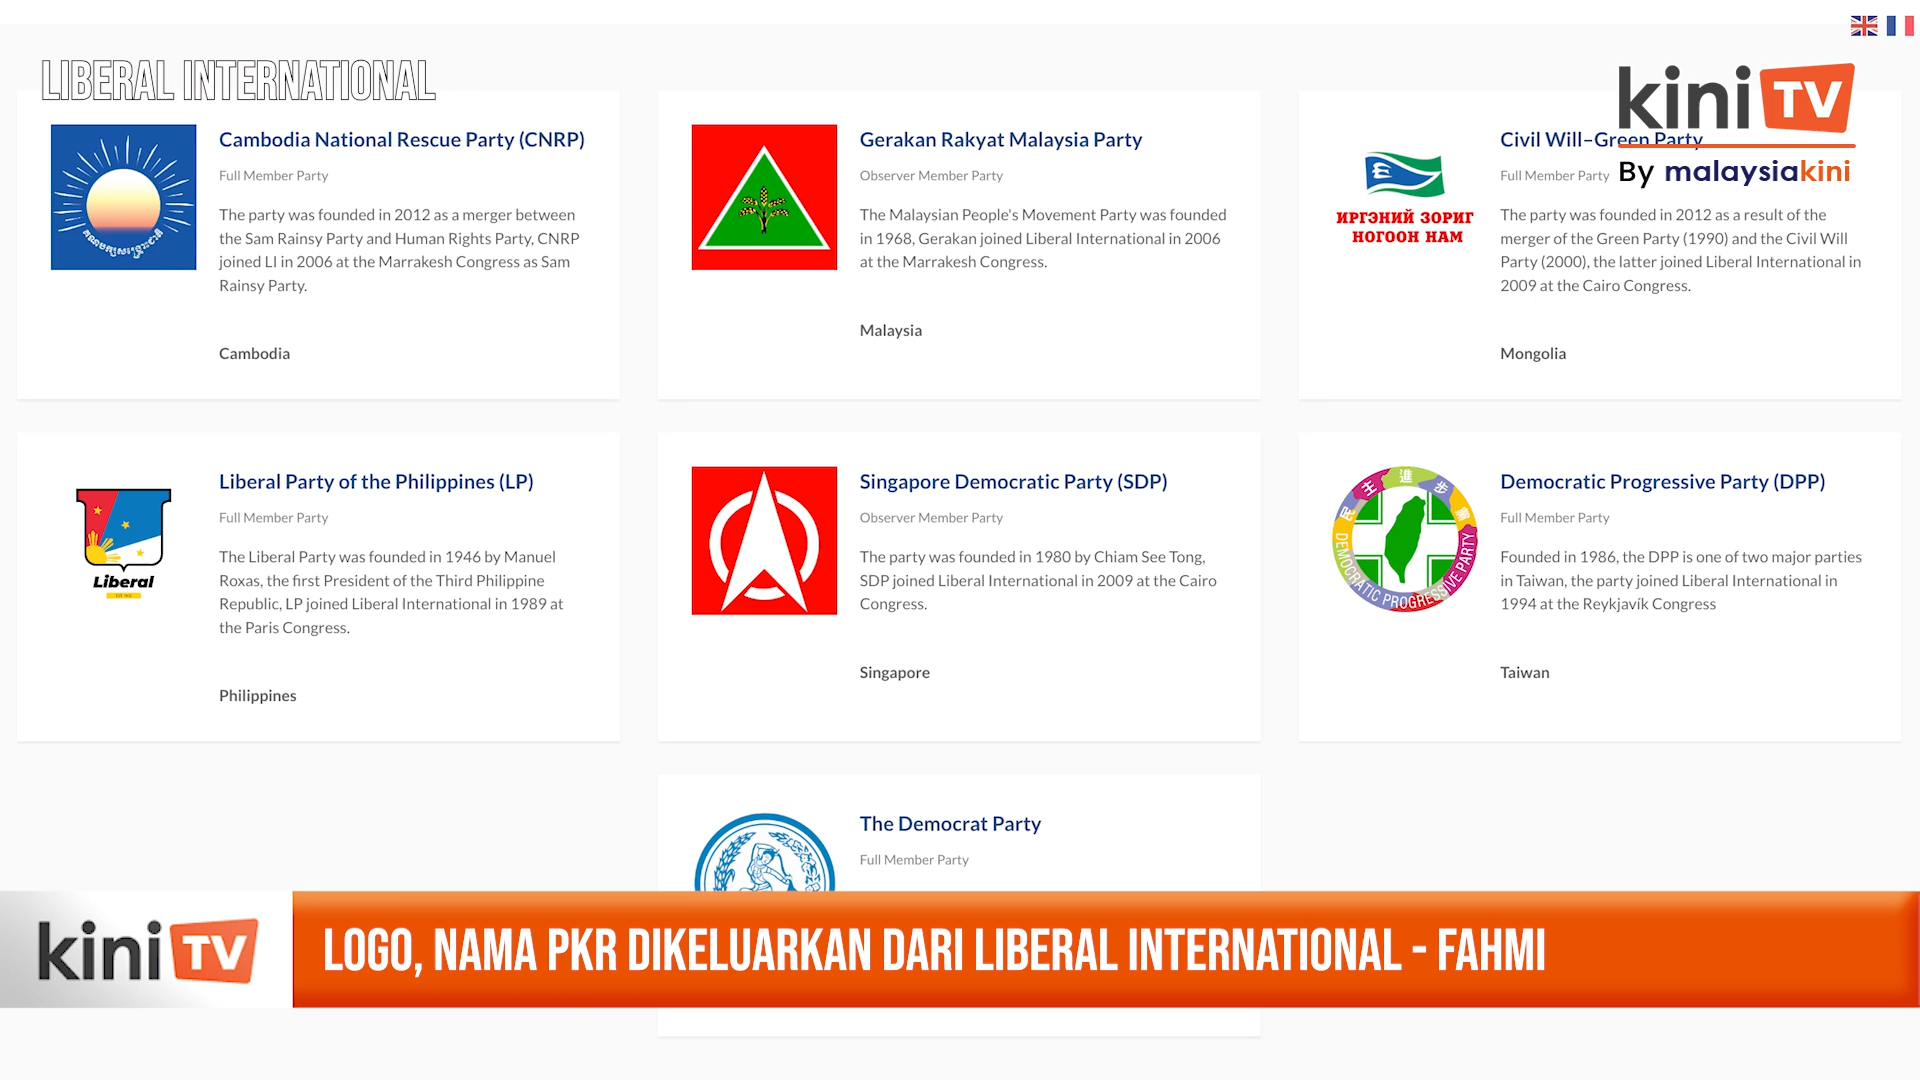 LIBERAL INTERNATIONAL
kini TV
By malaysiakini
Cambodia National Rescue Party (CNRP)
Full Member Party
The party was founded in 2012 as a merger between
the Sam Rainsy Party and Human Rights Party, CNRP
joined LI in 2006 at the Marrakesh Congress as Sam
Rainsy Party.
Cambodia
Gerakan Rakyat Malaysia Party
Observer Member Party
The Malaysian People's Movement Party was founded
in 1968, Gerakan joined Liberal International in 2006
at the Marrakesh Congress.
Malaysia
ИРГЭНИЙ ЗОРИГ
НОГООН НАМ
Civil Will–Green Party
Full Member Party
The party was founded in 2012 as a result of the
merger of the Green Party (1990) and the Civil Will
Party (2000), the latter joined Liberal International in
2009 at the Cairo Congress.
Mongolia
Liberal
Liberal Party of the Philippines (LP)
Full Member Party
The Liberal Party was founded in 1946 by Manuel
Roxas, the first President of the Third Philippine
Republic, LP joined Liberal International in 1989 at
the Paris Congress.
Philippines
Singapore Democratic Party (SDP)
Observer Member Party
The party was founded in 1980 by Chiam See Tong,
SDP joined Liberal International in 2009 at the Cairo
Congress.
Singapore
民主進步黨
DEMOCRATIC PROGRESSIVE PARTY
Democratic Progressive Party (DPP)
Full Member Party
Founded in 1986, the DPP is one of two major parties
in Taiwan, the party joined Liberal International in
1994 at the Reykjavík Congress
Taiwan
The Democrat Party
Full Member Party
kini TV
LOGO, NAMA PKR DIKELUARKAN DARI LIBERAL INTERNATIONAL - FAHMI